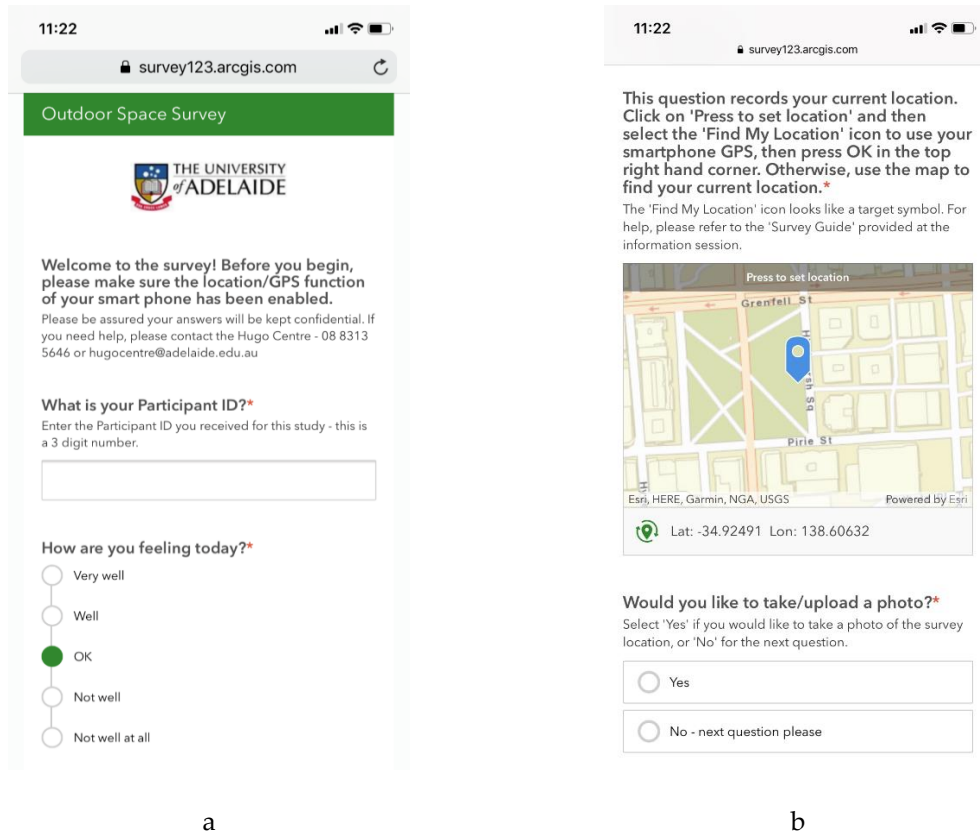 11:22
survey123.arcgis.com
Outdoor Space Survey
THE UNIVERSITY
of ADELAIDE
Welcome to the survey! Before you begin,
please make sure the location/GPS function
of your smart phone has been enabled.
Please be assured your answers will be kept confidential. If
you need help, please contact the Hugo Centre - 08 8313
5646 or hugocentre@adelaide.edu.au
What is your Participant ID?*
Enter the Participant ID you received for this study - this is
a 3 digit number.
How are you feeling today?*
Very well
Well
OK
Not well
Not well at all
a
11:22
survey123.arcgis.com
This question records your current location.
Click on 'Press to set location' and then
select the 'Find My Location' icon to use your
smartphone GPS, then press OK in the top
right hand corner. Otherwise, use the map to
find your current location.*
The 'Find My Location' icon looks like a target symbol. For
help, please refer to the 'Survey Guide' provided at the
information session.
Press to set location
Grenfell St
Pirie St
Esri, HERE, Garmin, NGA, USGS
Powered by Esri
Lat: -34.92491 Lon: 138.60632
Would you like to take/upload a photo?*
Select 'Yes' if you would like to take a photo of the survey
location, or 'No' for the next question.
Yes
No - next question please
b